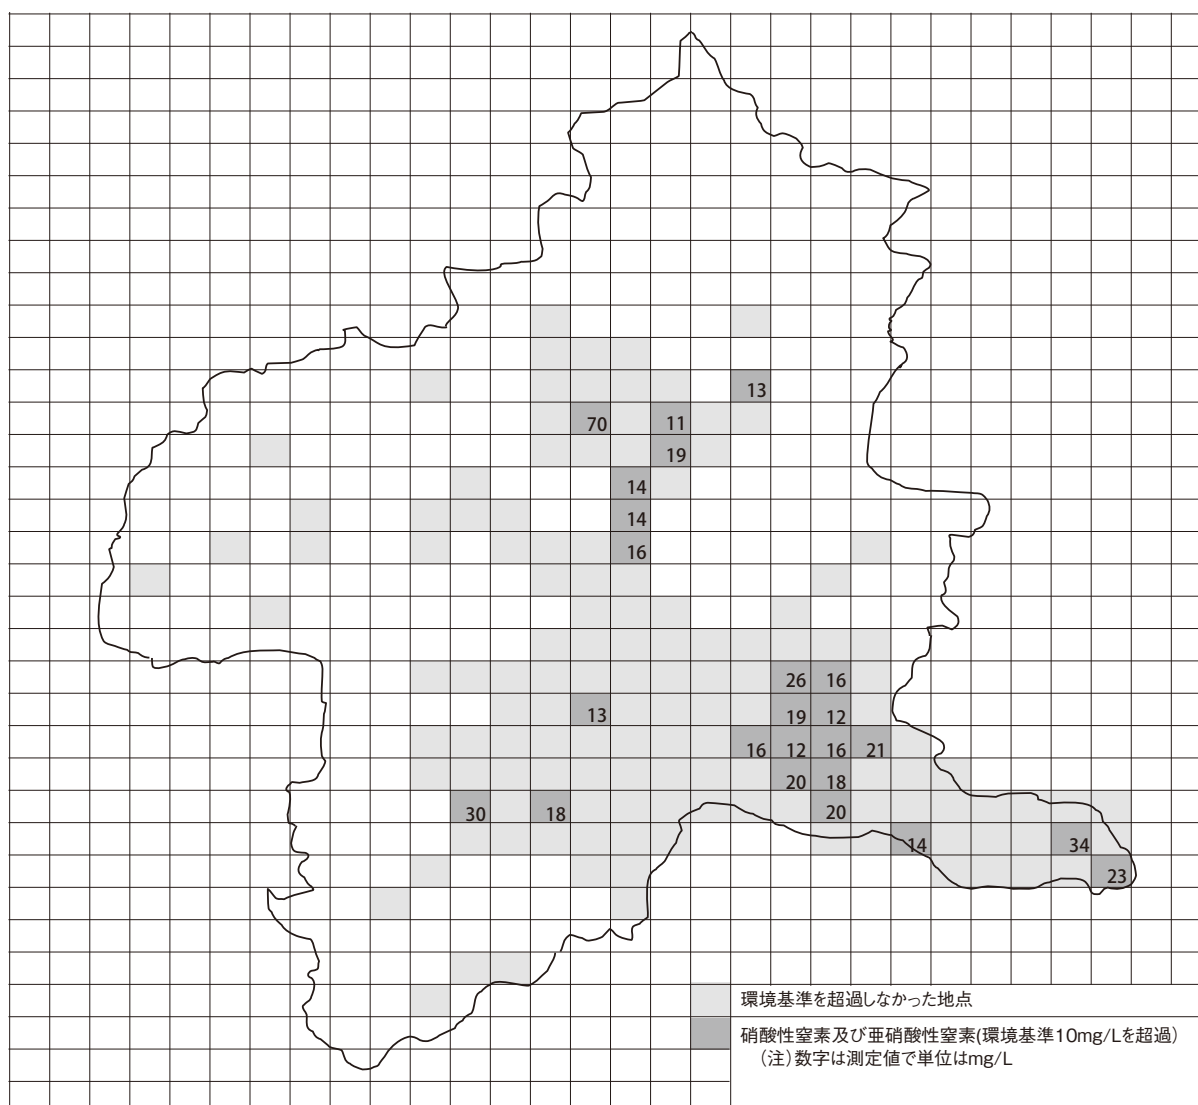 13
70
11
19
14
14
16
26 16
13 19 12
16 12 16 21
20 18
30 18 20
14 34
23
環境基準を超過しなかった地点
硝酸性窒素及び亜硝酸性窒素(環境基準10mg/Lを超過)
(注)数字は測定値で単位はmg/L